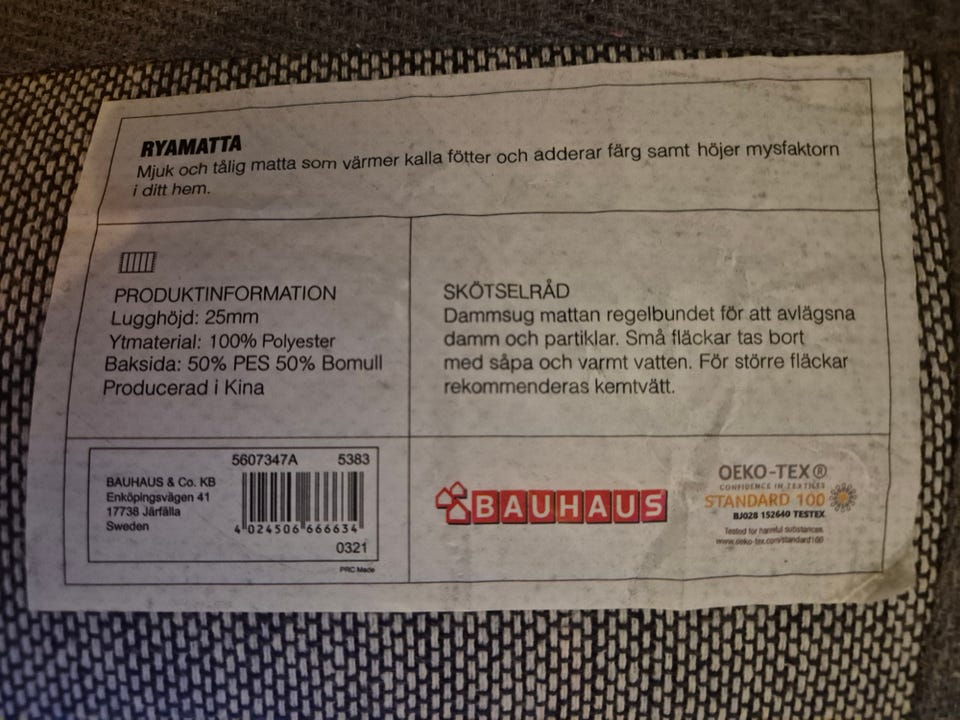 RYAMATTA
Mjuk och tålig matta som värmer kalla fötter och adderar färg samt höjer mysfaktorn
i ditt hem.
PRODUKTINFORMATION
Lugghöjd: 25mm
Ytmaterial: 100% Polyester
Baksida: 50% PES 50% Bomull
Producerad i Kina
SKÖTSELRÅD
Dammsug mattan regelbundet för att avlägsna
damm och partiklar. Små fläckar tas bort
med såpa och varmt vatten. För större fläckar
rekommenderas kemtvätt.
5607347A 5383
BAUHAUS & Co. KB
Enköpingsvägen 41
17738 Järfälla
Sweden
4 024506 666634
0321
PRC Made
BAUHAUS
OEKO-TEX®
CONFIDENCE IN TEXTILES
STANDARD 100
BJ028 152640 TESTEX
Tested for harmful substances.
www.oeko-tex.com/standard100